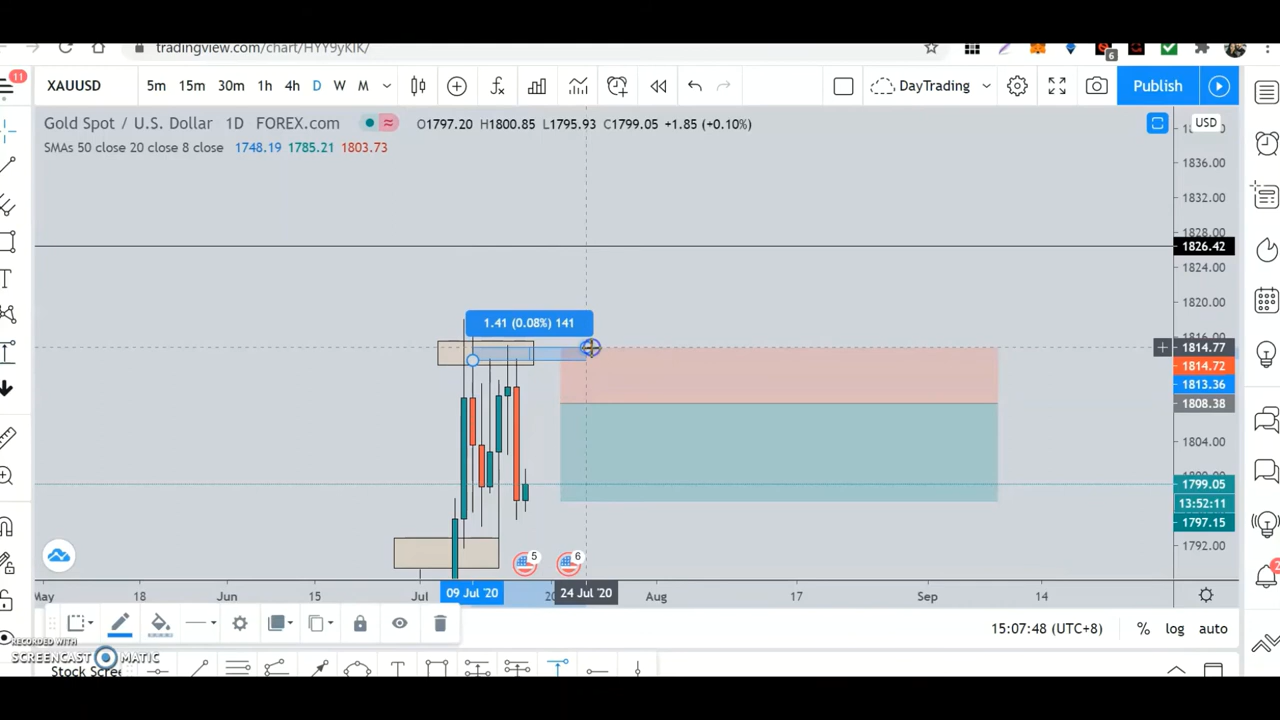 tradingview.com/chart/HYY9yKIK/
6
11
XAUUSD
5m 15m 30m 1h 4h D W M
DayTrading
Publish
Gold Spot / U.S. Dollar 1D FOREX.com
O1797.20 H1800.85 L1795.93 C1799.05 +1.85 (+0.10%)
USD
SMAs 50 close 20 close 8 close 1748.19 1785.21 1803.73
1836.00
1832.00
1828.00
1826.42
1824.00
1820.00
1.41 (0.08%) 141
1814.77
1814.72
1813.36
1808.38
1804.00
1799.05
13:52:11
1797.15
1792.00
5
6
18 Jun 15 Jul 09 Jul '20 24 Jul '20 Aug 17 Sep 14
15:07:48 (UTC+8) % log auto
RECORDED WITH
SCREENCAST MATIC
Stock Scree